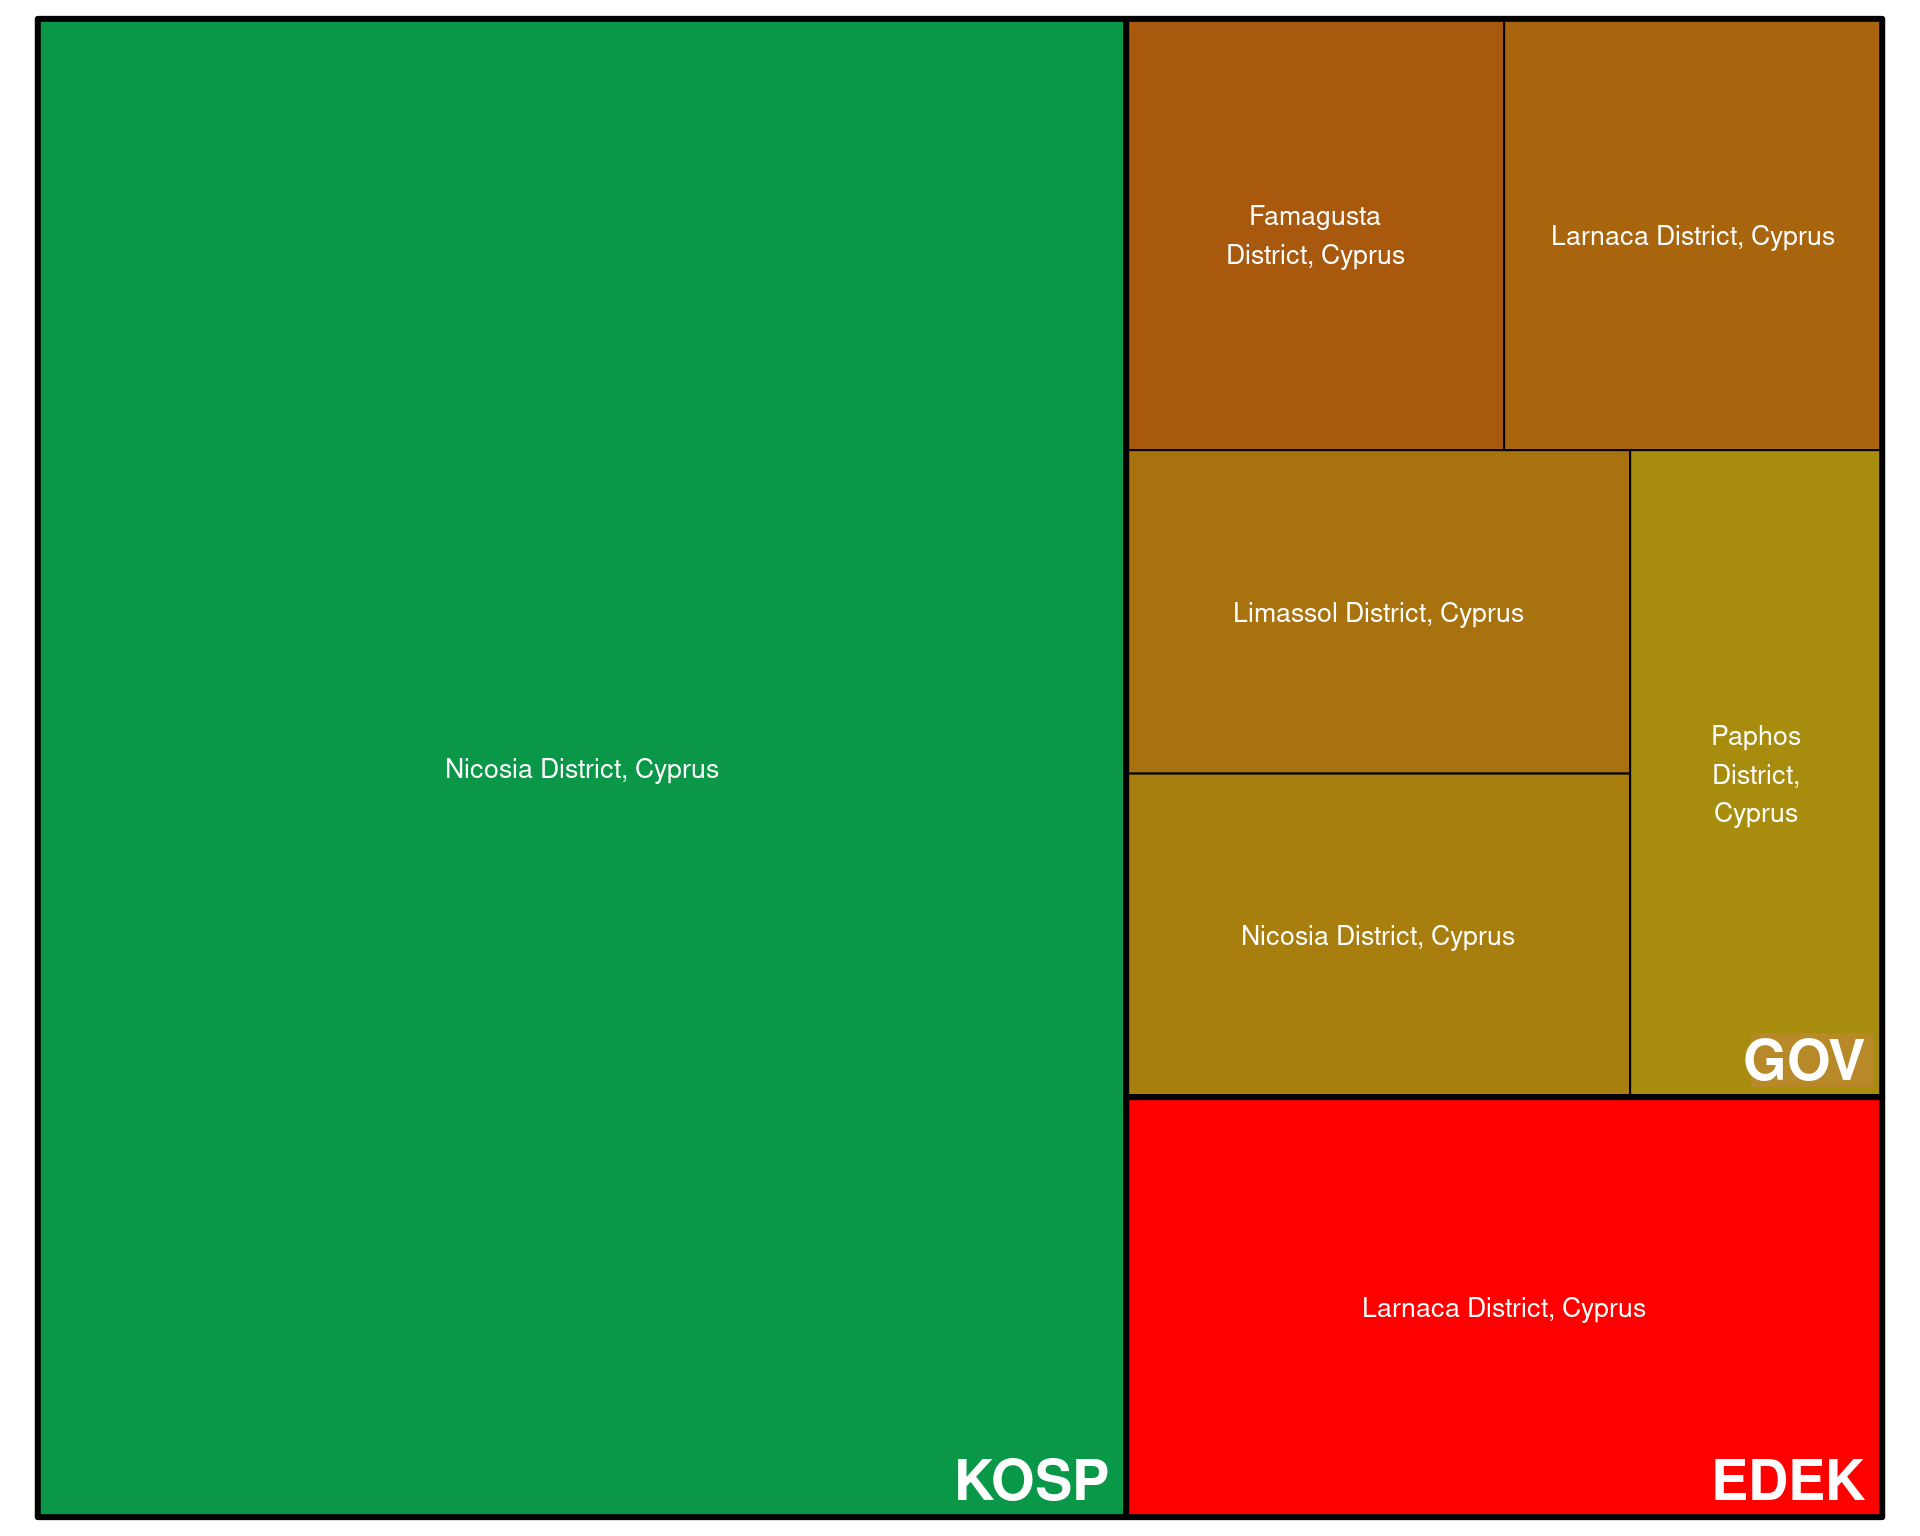 Nicosia District, Cyprus
KOSP
Famagusta
District, Cyprus
Larnaca District, Cyprus
Limassol District, Cyprus
Nicosia District, Cyprus
Paphos
District,
Cyprus
GOV
Larnaca District, Cyprus
EDEK